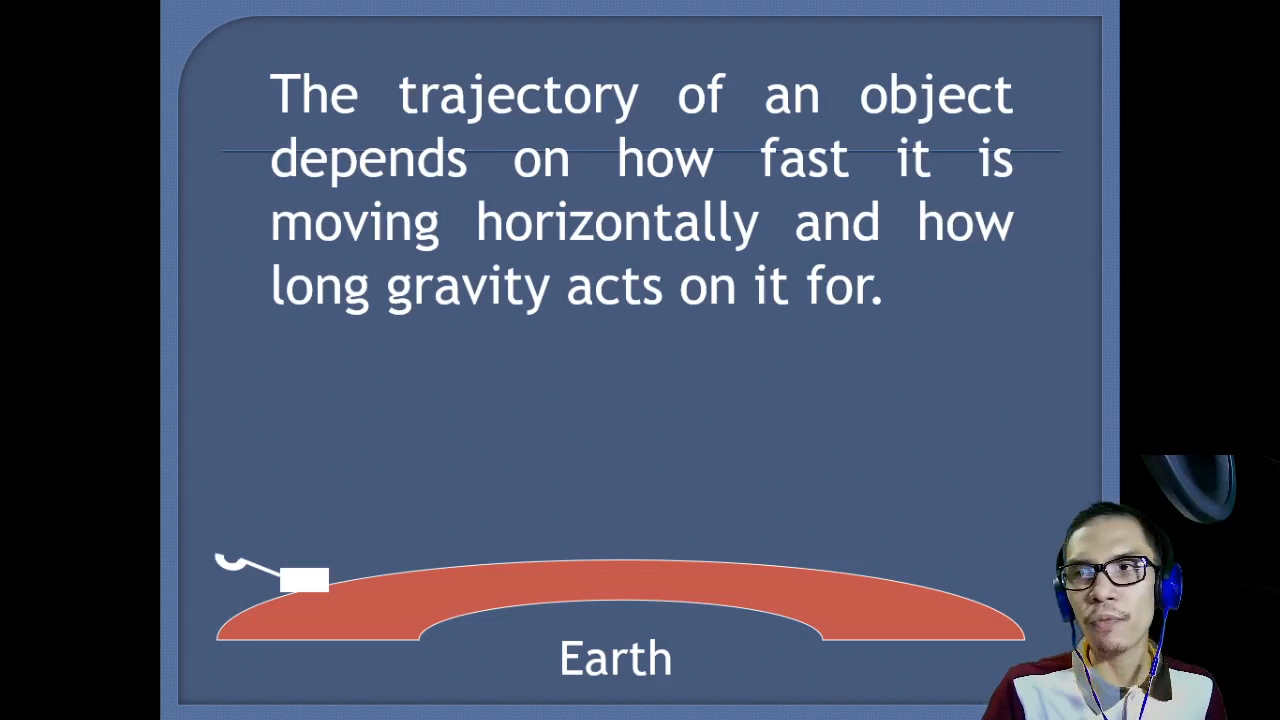 The trajectory of an object
depends on how fast it is
moving horizontally and how
long gravity acts on it for.
Earth